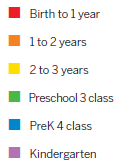 Birth to 1 year
1 to 2 years
2 to 3 years
Preschool 3 class
PreK 4 class
Kindergarten